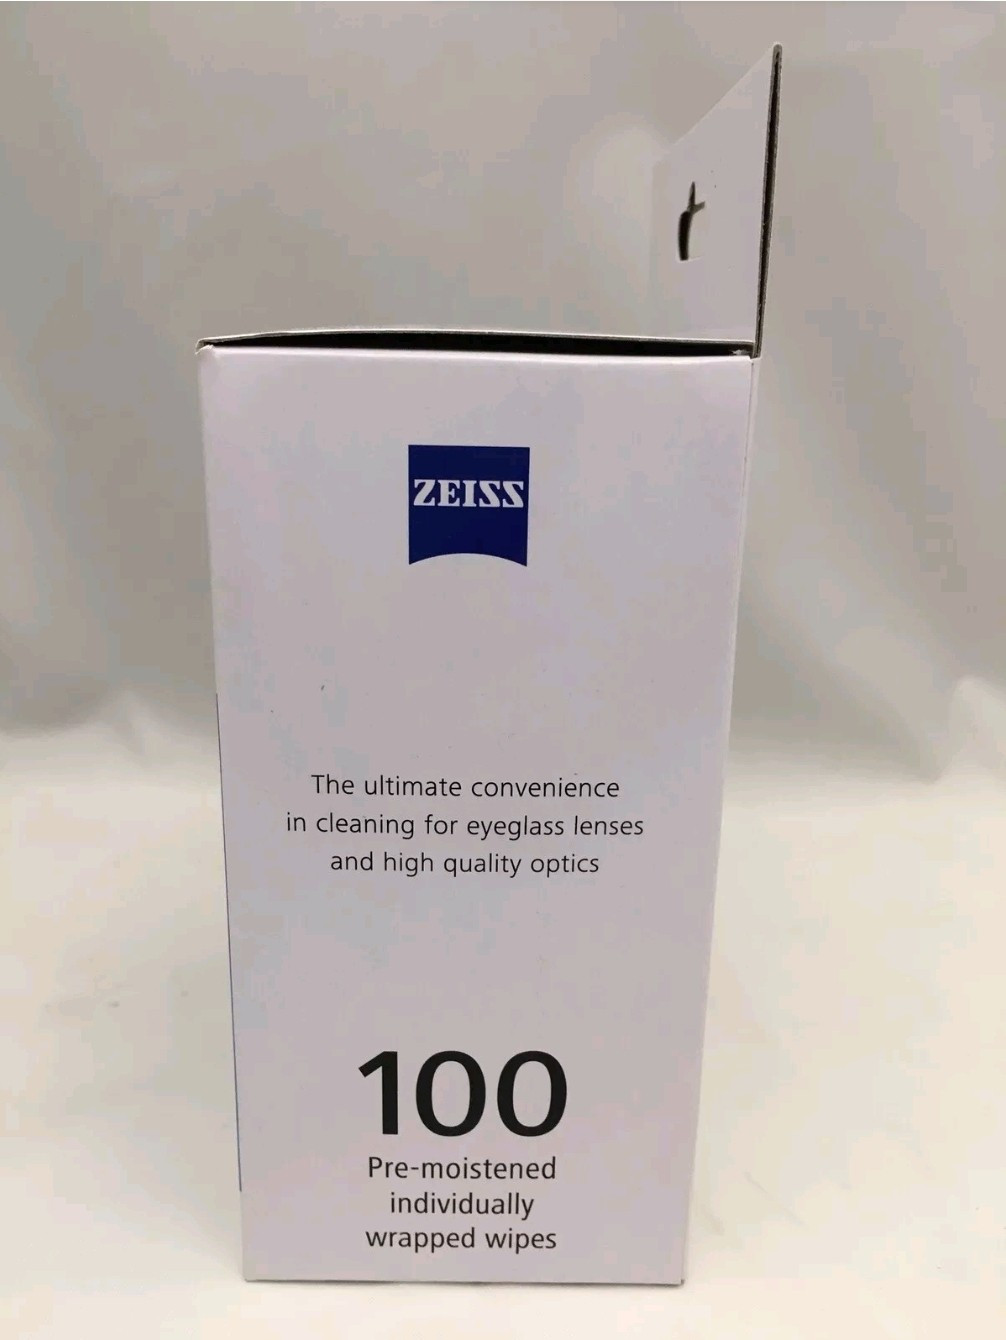 ZEISS
The ultimate convenience
in cleaning for eyeglass lenses
and high quality optics
100
Pre-moistened
individually
wrapped wipes